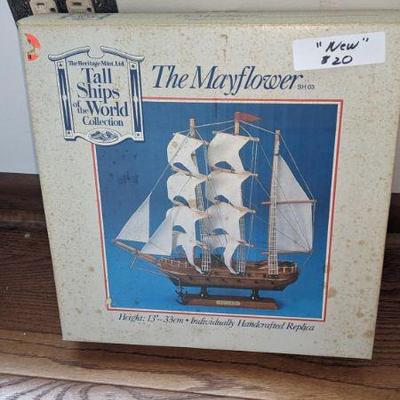 The Heritage Mint, Ltd.
Tall
Ships
of the World
Collection
The Mayflower
SH 03
"New"
$20
Height: 13"-33cm • Individually Handcrafted Replica